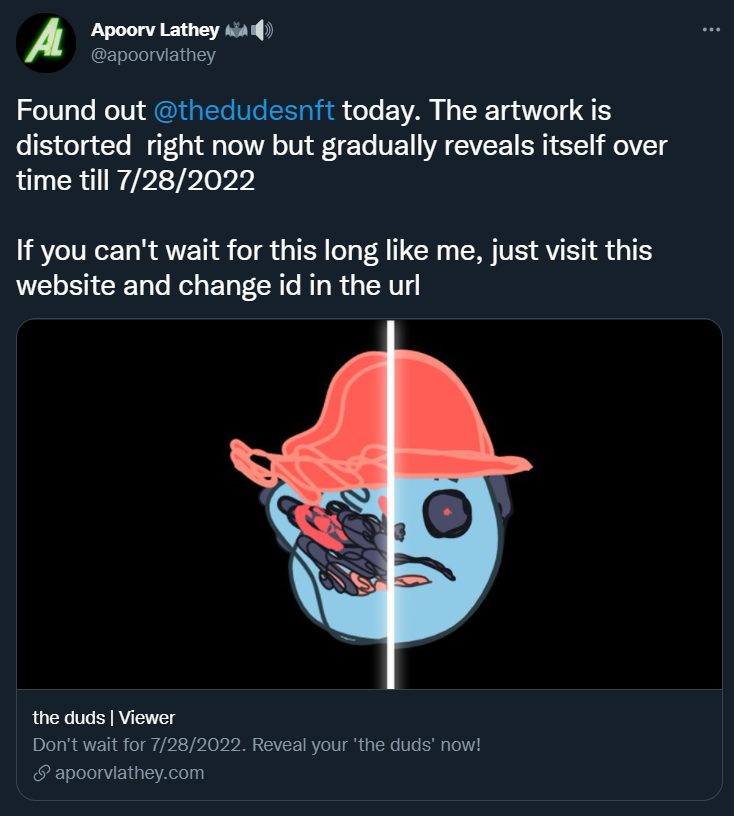 AL
Apoorv Lathey 🦇🔊
@apoorvlathey
Found out @thedudesnft today. The artwork is
distorted  right now but gradually reveals itself over
time till 7/28/2022
If you can't wait for this long like me, just visit this
website and change id in the url
the duds | Viewer
Don't wait for 7/28/2022. Reveal your 'the duds' now!
apoorvlathey.com